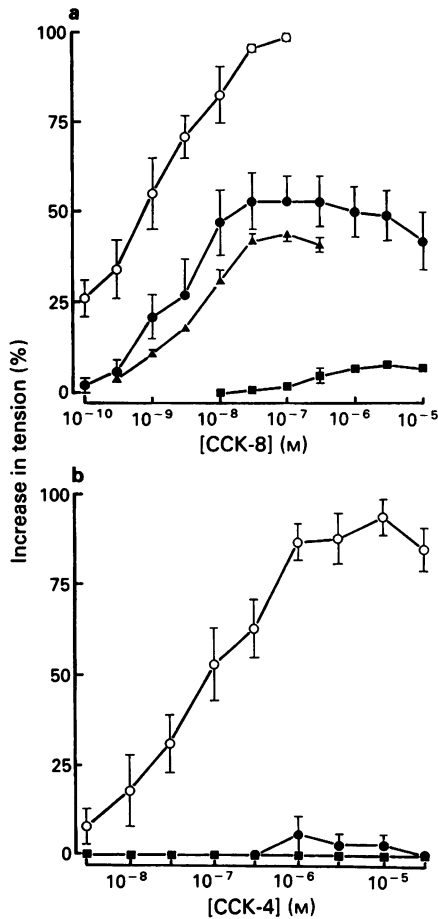 a
100
75
50
25
0
10⁻¹⁰ 10⁻⁹ 10⁻⁸ 10⁻⁷ 10⁻⁶ 10⁻⁵
[CCK-8] (M)
Increase in tension (%)
b
100
75
50
25
0
10⁻⁸ 10⁻⁷ 10⁻⁶ 10⁻⁵
[CCK-4] (M)